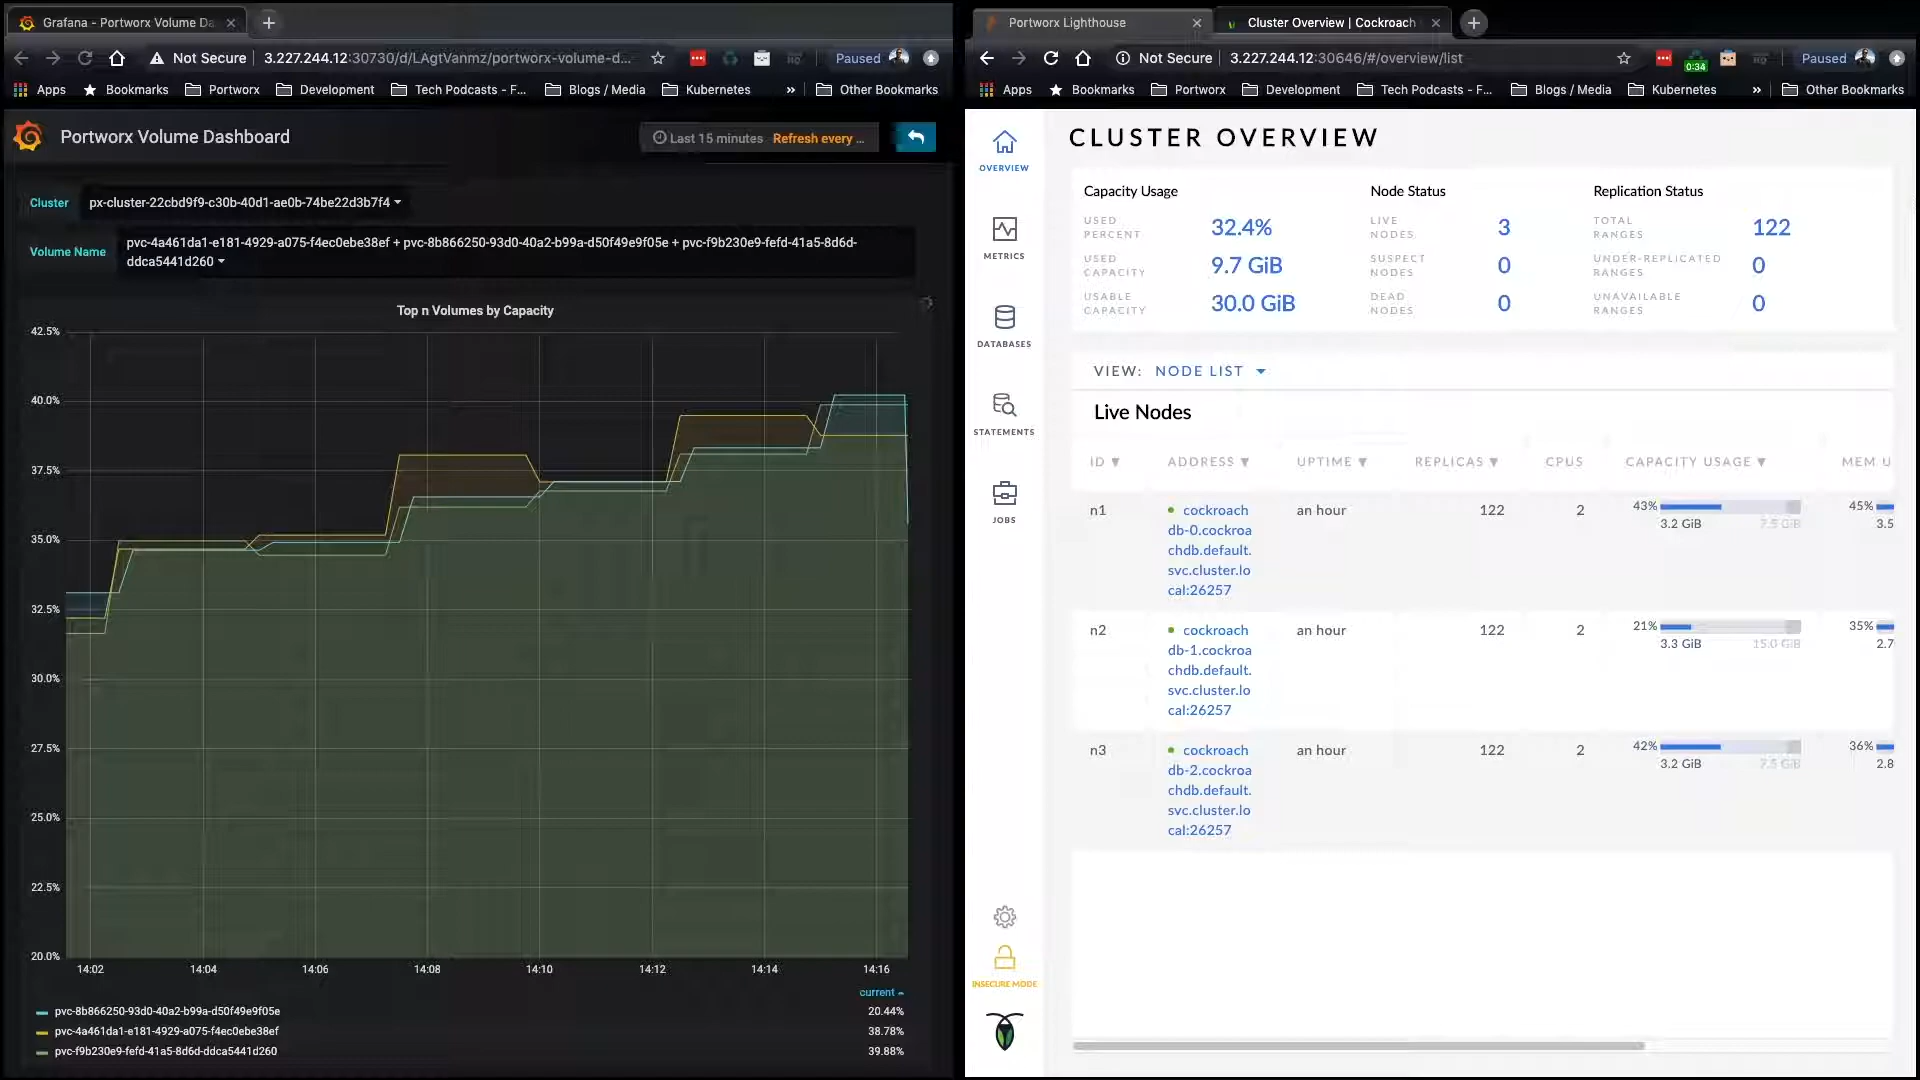 Grafana - Portworx Volume Da
Not Secure
3.227.244.12:30730/d/LAgtVanmz/portworx-volume-d...
Paused
Apps
Bookmarks
Portworx
Development
Tech Podcasts - F...
Blogs / Media
Kubernetes
»
Other Bookmarks
Portworx Volume Dashboard
Last 15 minutes
Refresh every ...
Cluster
px-cluster-22cbd9f9-c30b-40d1-ae0b-74be22d3b7f4
Volume Name
pvc-4a461da1-e181-4929-a075-f4ec0ebe38ef + pvc-8b866250-93d0-40a2-b99a-d50f49e9f05e + pvc-f9b230e9-fefd-41a5-8d6d-
ddca5441d260
Top n Volumes by Capacity
42.5%
40.0%
37.5%
35.0%
32.5%
30.0%
27.5%
25.0%
22.5%
20.0%
14:02
14:04
14:06
14:08
14:10
14:12
14:14
14:16
current
pvc-8b866250-93d0-40a2-b99a-d50f49e9f05e 20.44%
pvc-4a461da1-e181-4929-a075-f4ec0ebe38ef 38.78%
pvc-f9b230e9-fefd-41a5-8d6d-ddca5441d260 39.88%
Portworx Lighthouse
Cluster Overview | Cockroach
Not Secure
3.227.244.12:30646/#/overview/list
0:34
Paused
Apps
Bookmarks
Portworx
Development
Tech Podcasts - F...
Blogs / Media
Kubernetes
»
Other Bookmarks
OVERVIEW
METRICS
DATABASES
STATEMENTS
JOBS
INSECURE MODE
CLUSTER OVERVIEW
Capacity Usage
USED
PERCENT
32.4%
USED
CAPACITY
9.7 GiB
USABLE
CAPACITY
30.0 GiB
Node Status
LIVE
NODES
3
SUSPECT
NODES
0
DEAD
NODES
0
Replication Status
TOTAL
RANGES
122
UNDER-REPLICATED
RANGES
0
UNAVAILABLE
RANGES
0
VIEW: NODE LIST
Live Nodes
ID ADDRESS UPTIME REPLICAS CPUS CAPACITY USAGE MEM U
n1
cockroach
db-0.cockroa
chdb.default.
svc.cluster.lo
cal:26257
an hour
122
2
43%
3.2 GiB
7.5 GiB
45%
3.5
n2
cockroach
db-1.cockroa
chdb.default.
svc.cluster.lo
cal:26257
an hour
122
2
21%
3.3 GiB
15.0 GiB
35%
2.7
n3
cockroach
db-2.cockroa
chdb.default.
svc.cluster.lo
cal:26257
an hour
122
2
42%
3.2 GiB
7.5 GiB
36%
2.8